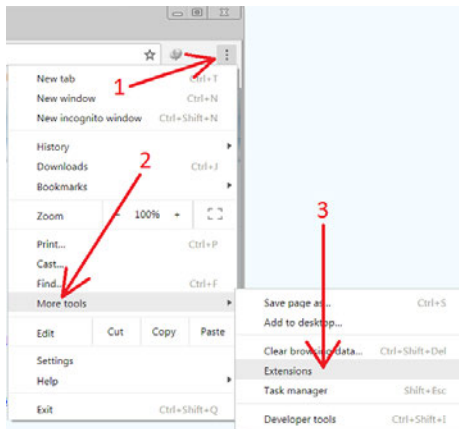 1
New tab Ctrl+T
New window Ctrl+N
New incognito window Ctrl+Shift+N
2
History
Downloads Ctrl+J
Bookmarks
Zoom - 100% +
3
Print... Ctrl+P
Cast...
Find... Ctrl+F
More tools
Edit Cut Copy Paste
Settings
Help
Exit Ctrl+Shift+Q
Save page as... Ctrl+S
Add to desktop...
Clear browsing data... Ctrl+Shift+Del
Extensions
Task manager Shift+Esc
Developer tools Ctrl+Shift+I